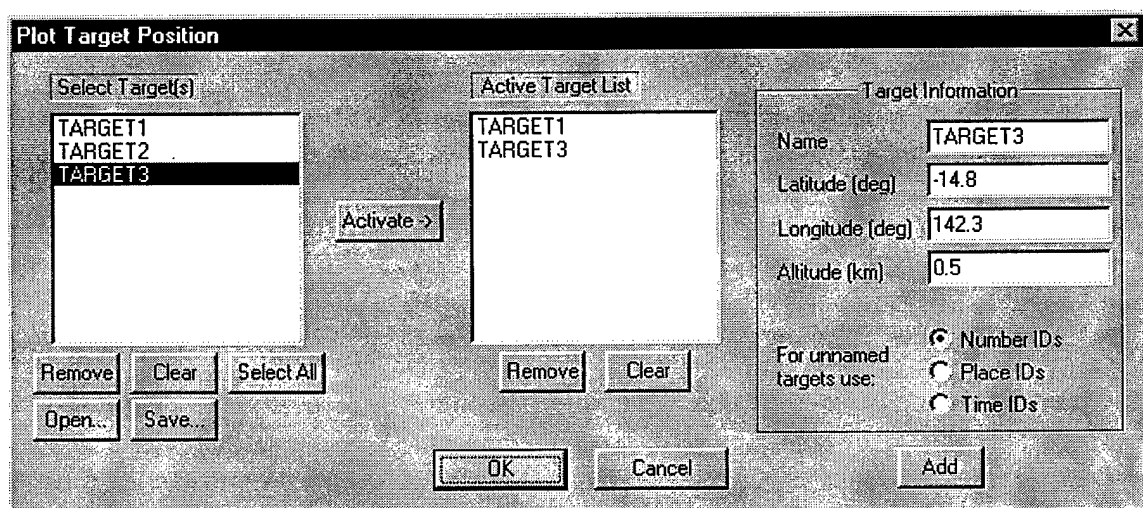 Plot Target Position
Select Target(s)
TARGET1
TARGET2
TARGET3
Activate ->
Remove
Clear
Select All
Open...
Save...
Active Target List
TARGET1
TARGET3
Remove
Clear
Target Information
Name TARGET3
Latitude (deg) -14.8
Longitude (deg) 142.3
Altitude (km) 0.5
For unnamed
targets use:
Number IDs
Place IDs
Time IDs
OK
Cancel
Add